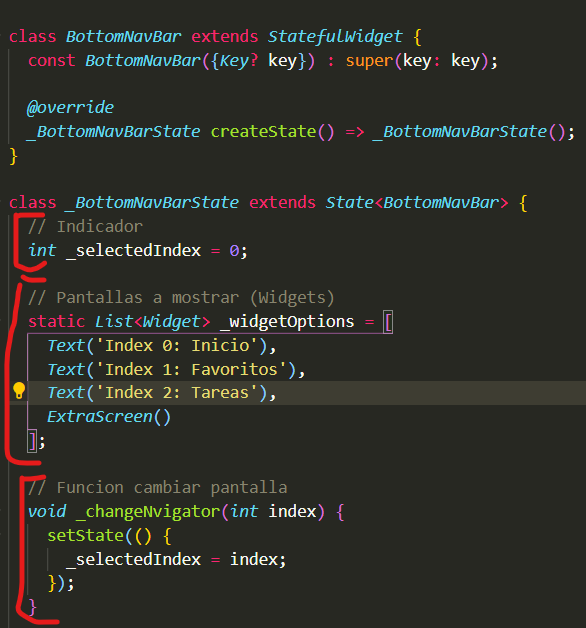 class BottomNavBar extends StatefulWidget {
  const BottomNavBar({Key? key}) : super(key: key);
  @override
  _BottomNavBarState createState() => _BottomNavBarState();
}
class _BottomNavBarState extends State<BottomNavBar> {
  // Indicador
  int _selectedIndex = 0;
  // Pantallas a mostrar (Widgets)
  static List<Widget> _widgetOptions = [
    Text('Index 0: Inicio'),
    Text('Index 1: Favoritos'),
    Text('Index 2: Tareas'),
    ExtraScreen()
  ];
  // Funcion cambiar pantalla
  void _changeNvigator(int index) {
    setState(() {
      _selectedIndex = index;
    });
  }